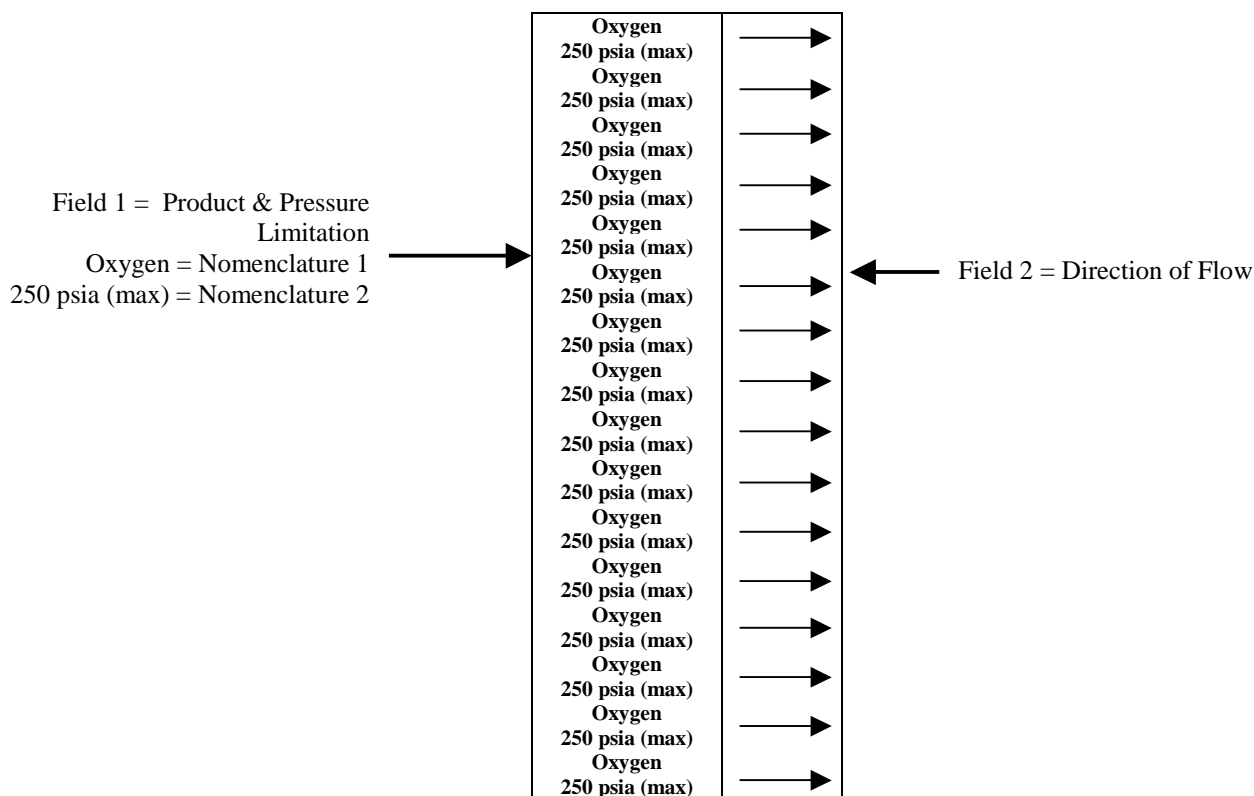 Field 1 = Product & Pressure
Limitation
Oxygen = Nomenclature 1
250 psia (max) = Nomenclature 2
Oxygen
250 psia (max)
Oxygen
250 psia (max)
Oxygen
250 psia (max)
Oxygen
250 psia (max)
Oxygen
250 psia (max)
Oxygen
250 psia (max)
Oxygen
250 psia (max)
Oxygen
250 psia (max)
Oxygen
250 psia (max)
Oxygen
250 psia (max)
Oxygen
250 psia (max)
Oxygen
250 psia (max)
Oxygen
250 psia (max)
Oxygen
250 psia (max)
Oxygen
250 psia (max)
Oxygen
250 psia (max)
Field 2 = Direction of Flow